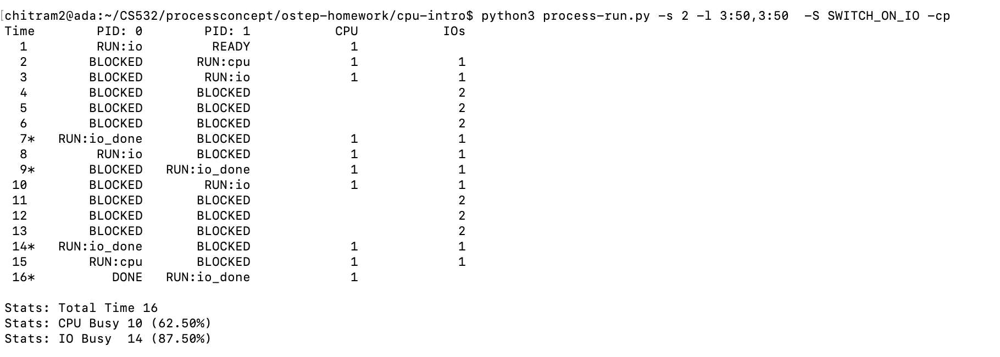 [chitram2@ada:~/CS532/processconcept/ostep-homework/cpu-intro$ python3 process-run.py -s 2 -l 3:50,3:50  -S SWITCH_ON_IO -cp
Time        PID: 0        PID: 1           CPU           IOs
  1         RUN:io         READY             1
  2        BLOCKED       RUN:cpu             1             1
  3        BLOCKED        RUN:io             1             1
  4        BLOCKED       BLOCKED                           2
  5        BLOCKED       BLOCKED                           2
  6        BLOCKED       BLOCKED                           2
  7*   RUN:io_done       BLOCKED             1             1
  8         RUN:io       BLOCKED             1             1
  9*       BLOCKED   RUN:io_done             1             1
 10        BLOCKED        RUN:io             1             1
 11        BLOCKED       BLOCKED                           2
 12        BLOCKED       BLOCKED                           2
 13        BLOCKED       BLOCKED                           2
 14*   RUN:io_done       BLOCKED             1             1
 15        RUN:cpu       BLOCKED             1             1
 16*          DONE   RUN:io_done             1

Stats: Total Time 16
Stats: CPU Busy 10 (62.50%)
Stats: IO Busy  14 (87.50%)